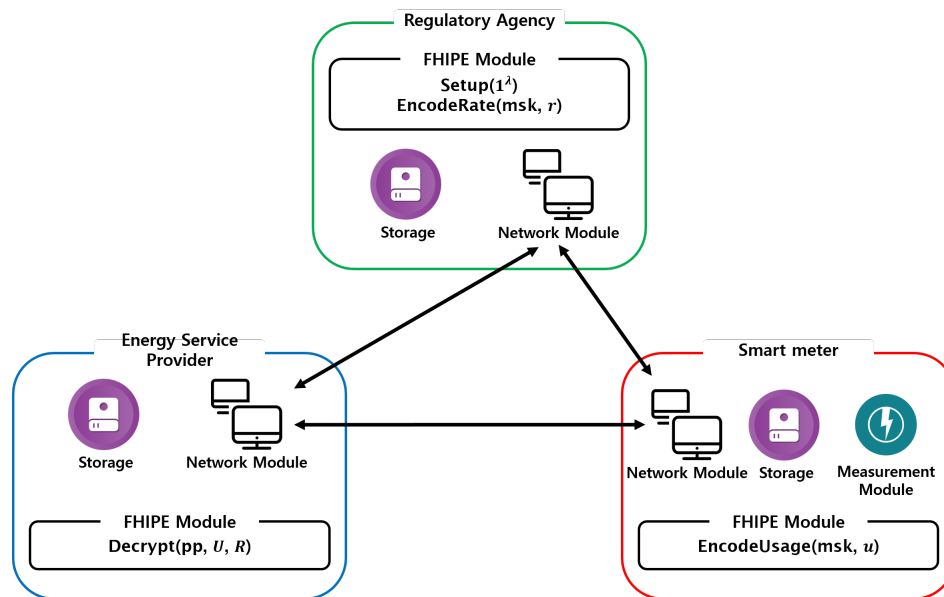 Regulatory Agency
FHIPE Module
Setup(1^λ)
EncodeRate(msk, r)
Storage
Network Module
Energy Service
Provider
Storage
Network Module
FHIPE Module
Decrypt(pp, U, R)
Smart meter
Network Module
Storage
Measurement
Module
FHIPE Module
EncodeUsage(msk, u)